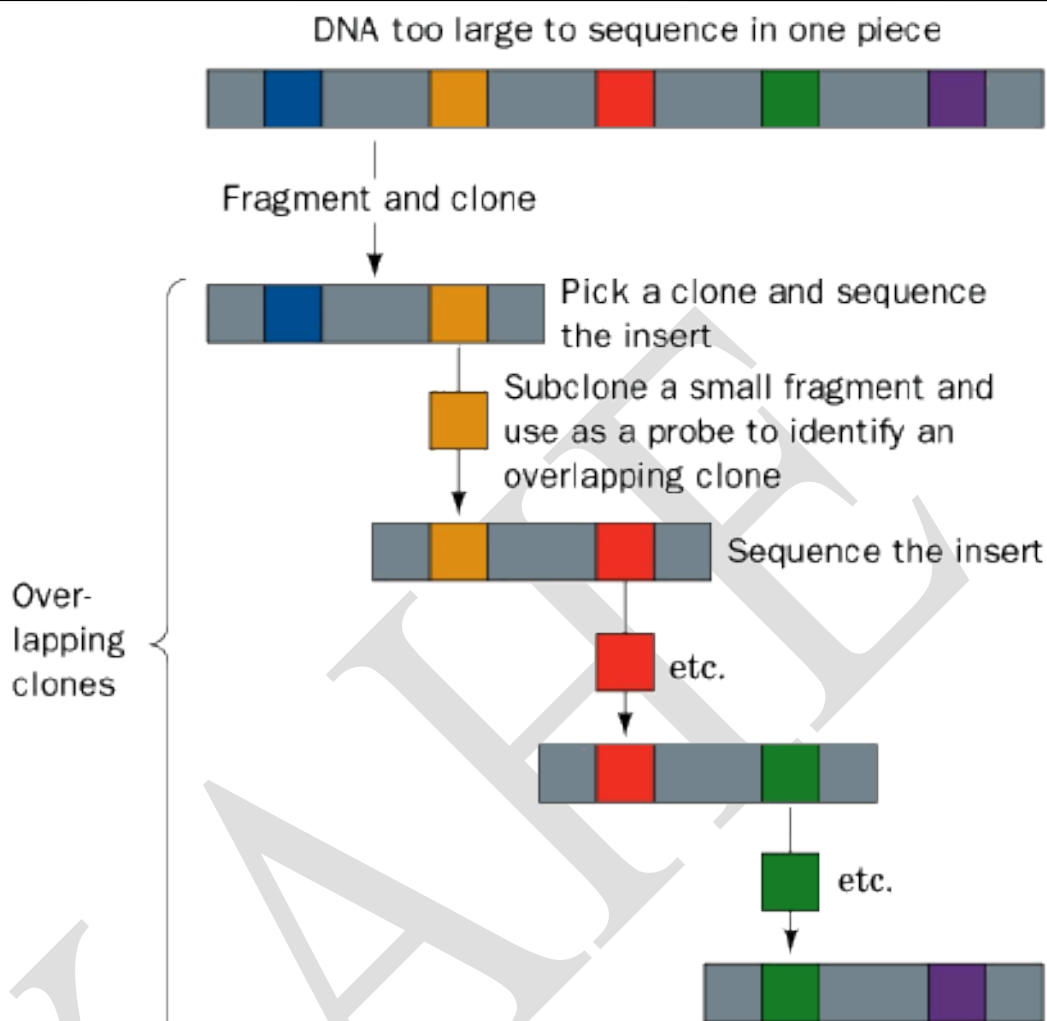 DNA too large to sequence in one piece
Fragment and clone
Pick a clone and sequence
the insert
Subclone a small fragment and
use as a probe to identify an
overlapping clone
Sequence the insert
Over-
lapping
clones
etc.
etc.
KAHE